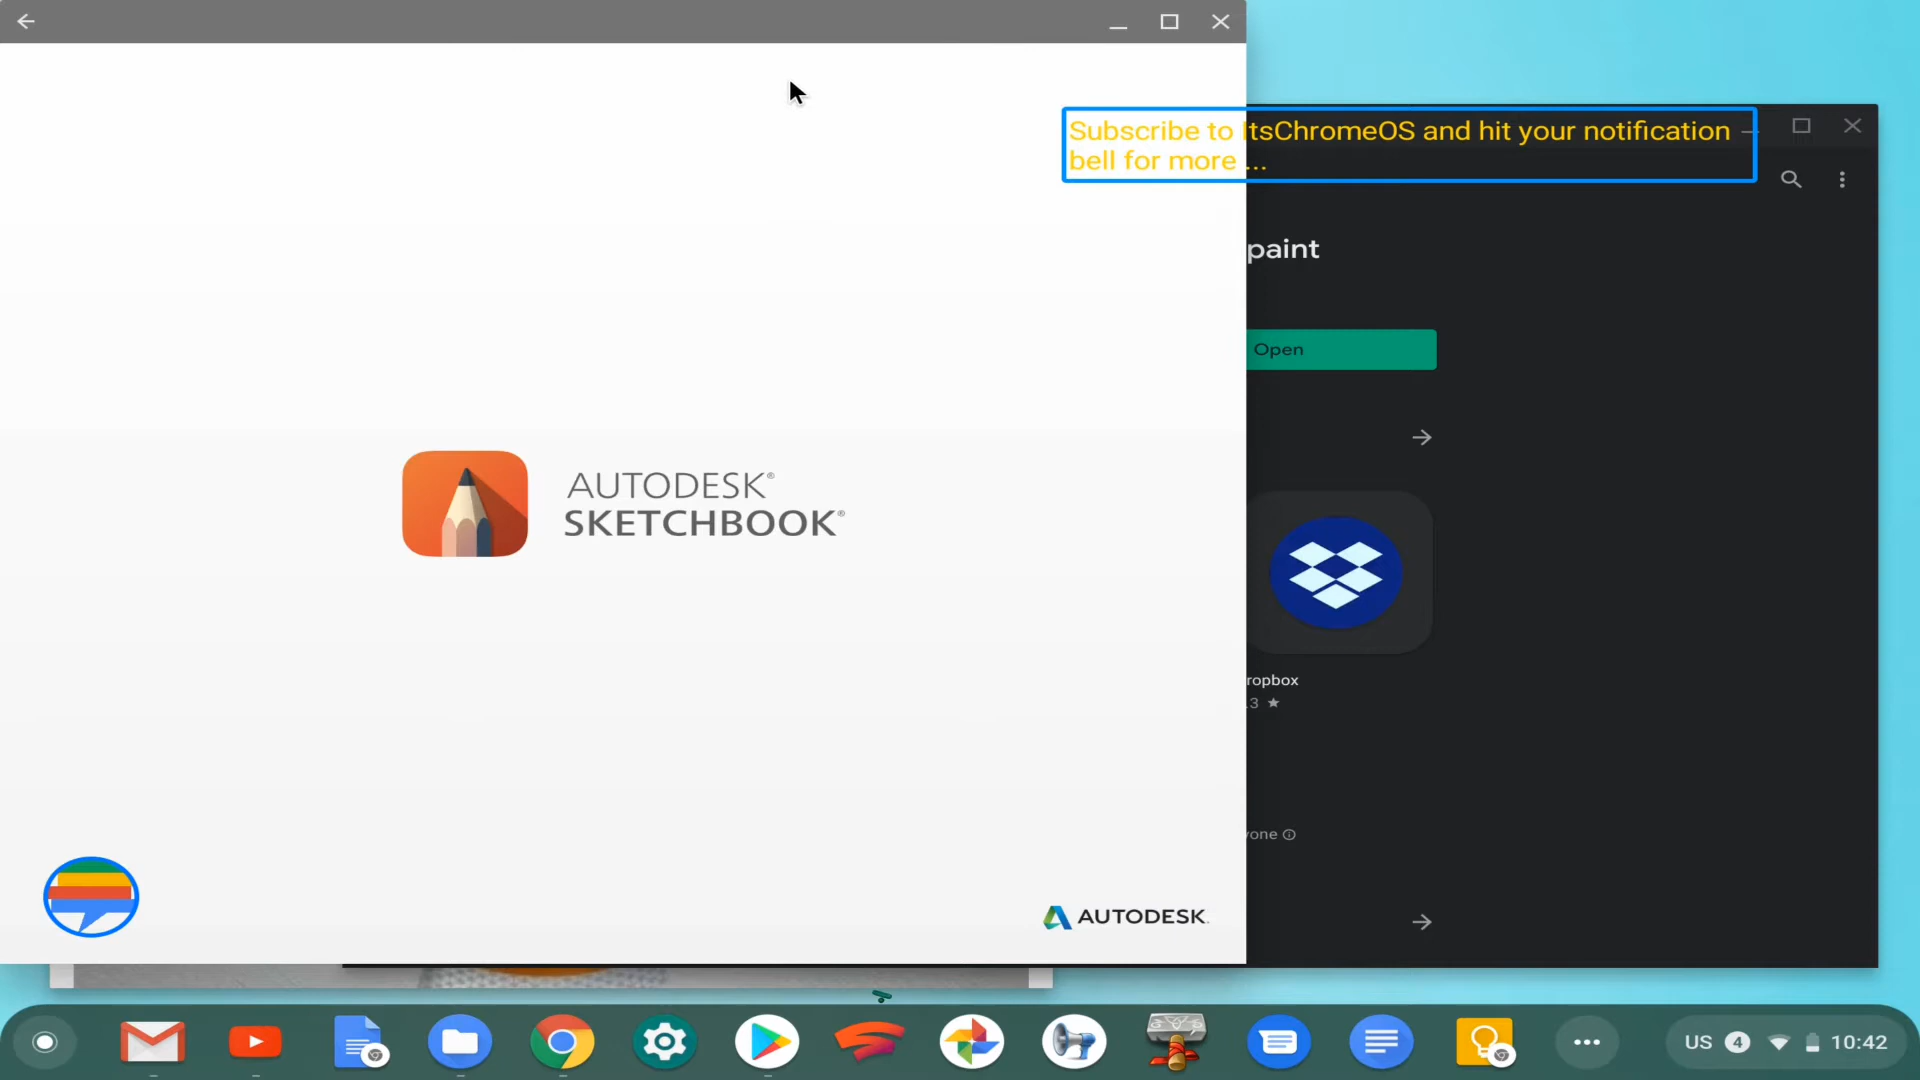 Subscribe to ItsChromeOS and hit your notification
bell for more ...
paint
Open
AUTODESK®
SKETCHBOOK®
ropbox
.3 ★
yone
AUTODESK.
US 4 10:42